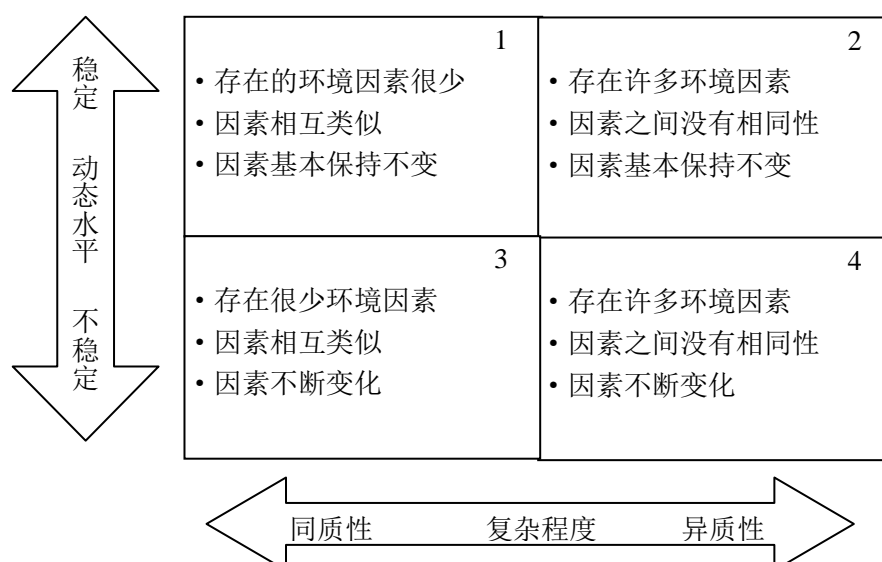 稳定
动态水平
不稳定
1
• 存在的环境因素很少
• 因素相互类似
• 因素基本保持不变
2
• 存在许多环境因素
• 因素之间没有相同性
• 因素基本保持不变
3
• 存在很少环境因素
• 因素相互类似
• 因素不断变化
4
• 存在许多环境因素
• 因素之间没有相同性
• 因素不断变化
同质性 复杂程度 异质性